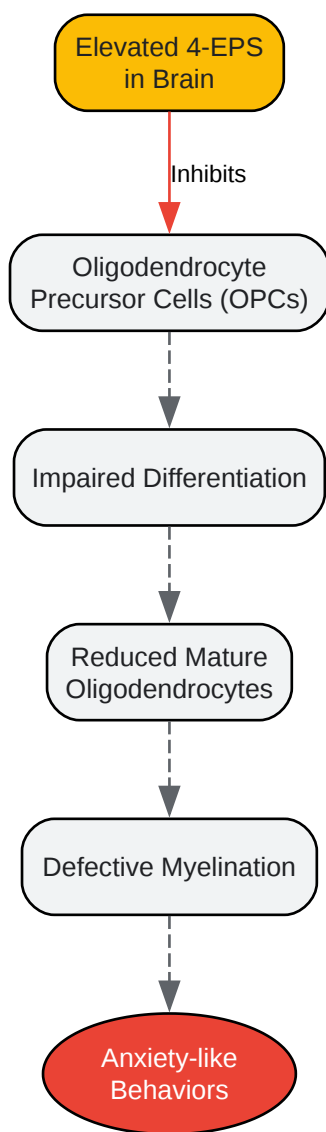 Elevated 4-EPS
in Brain
Inhibits
Oligodendrocyte
Precursor Cells (OPCs)
Impaired Differentiation
Reduced Mature
Oligodendrocytes
Defective Myelination
Anxiety-like
Behaviors